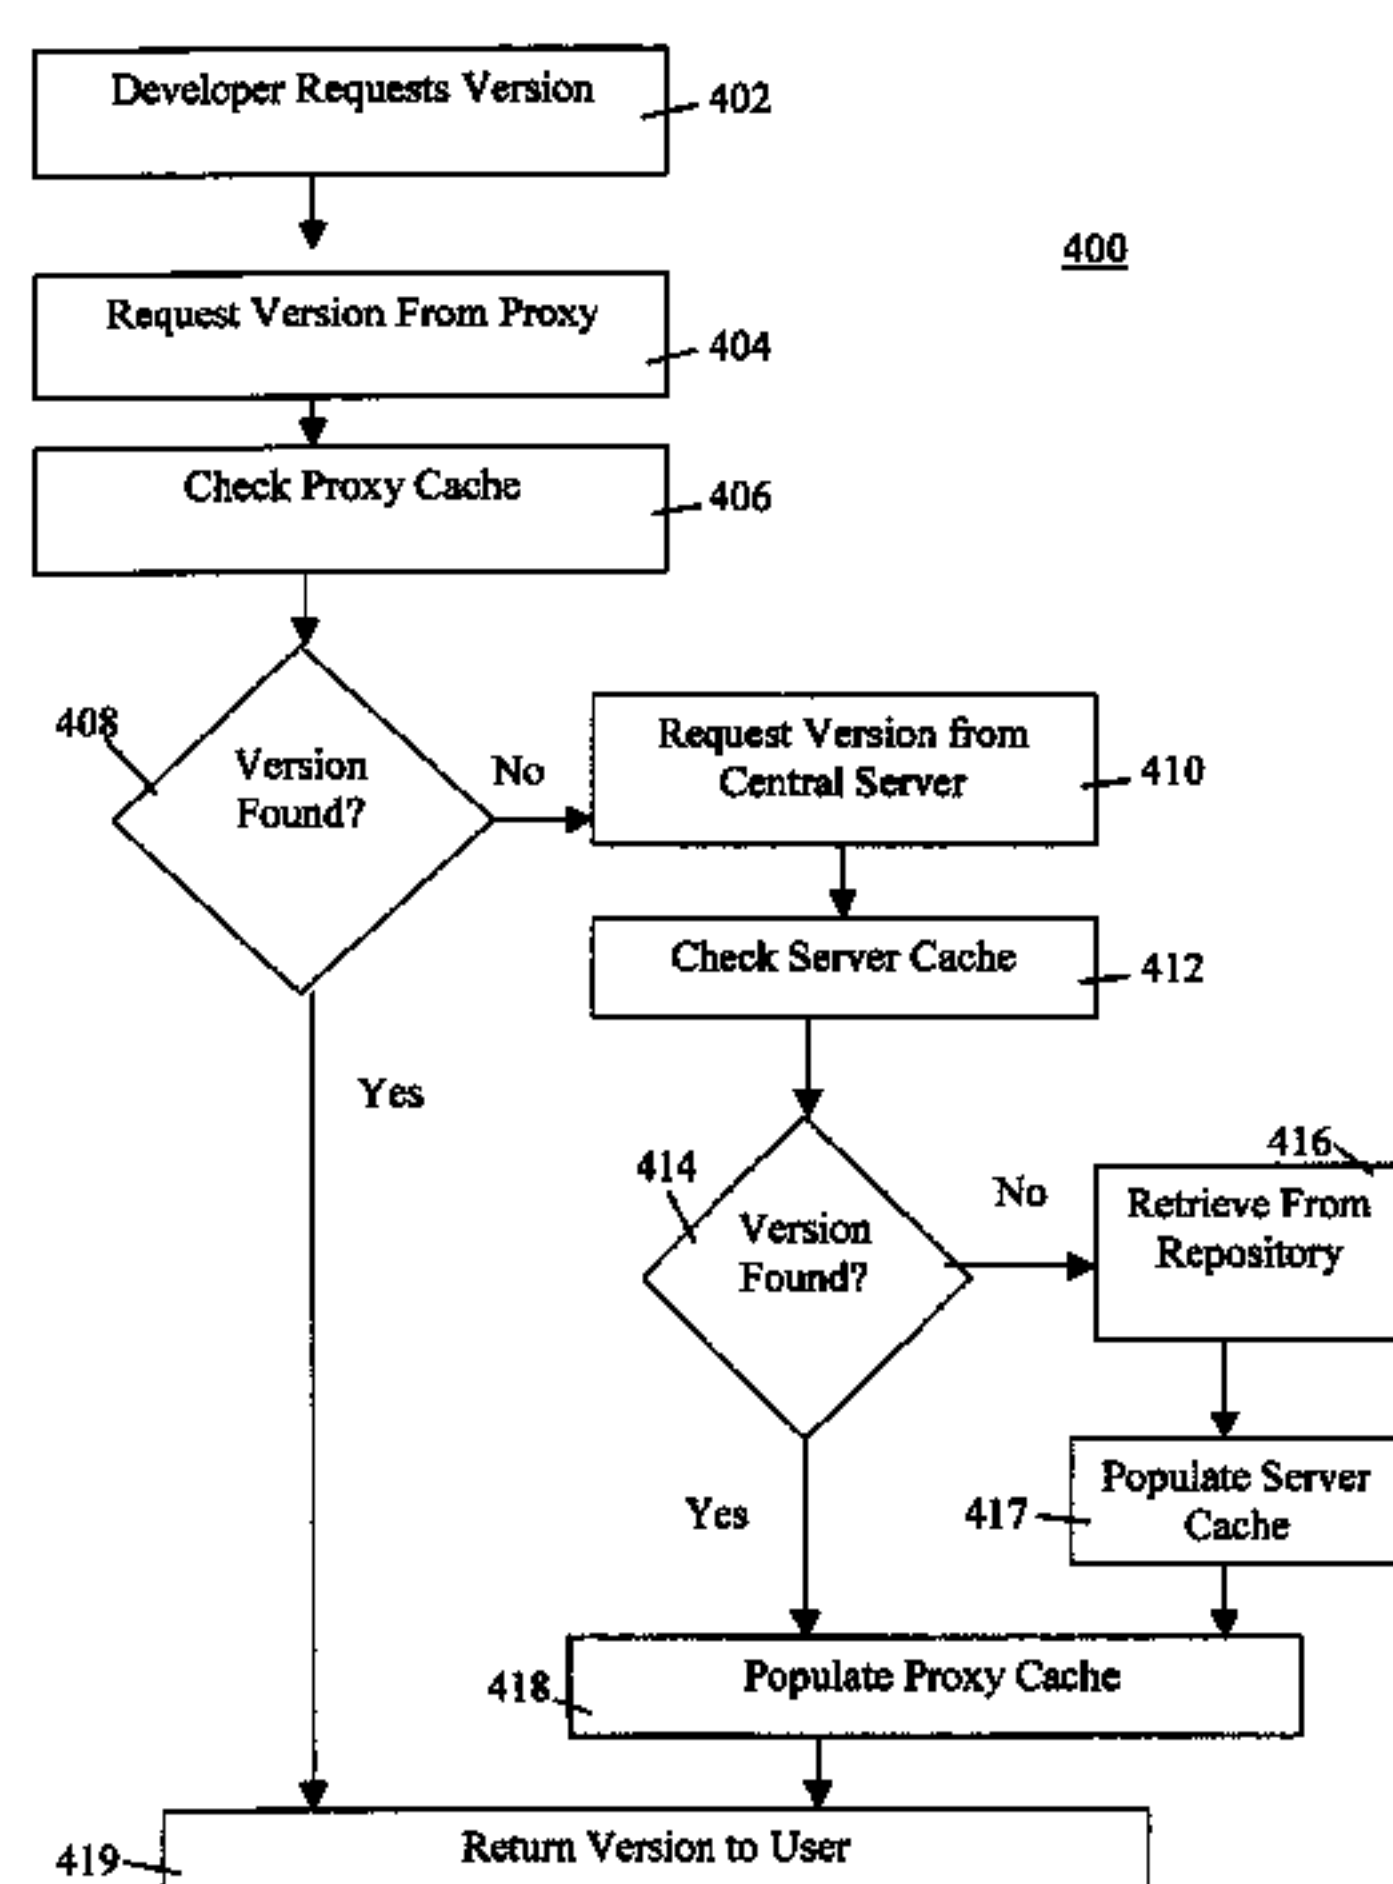 Developer Requests Version
402
400
Request Version From Proxy
404
Check Proxy Cache
406
408
Version
Found?
No
Request Version from
Central Server
410
Check Server Cache
412
Yes
414
Version
Found?
No
416
Retrieve From
Repository
Populate Server
Cache
417
Yes
Populate Proxy Cache
418
Return Version to User
419